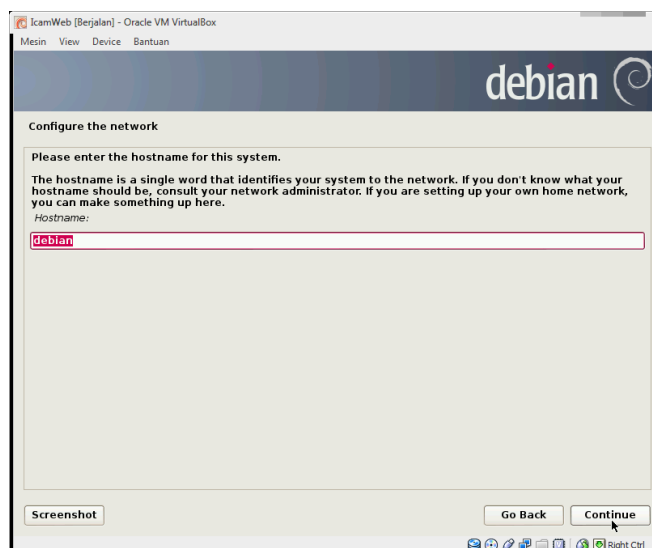 IcamWeb [Berjalan] - Oracle VM VirtualBox
Mesin View Device Bantuan
debian
Configure the network
Please enter the hostname for this system.
The hostname is a single word that identifies your system to the network. If you don't know what your
hostname should be, consult your network administrator. If you are setting up your own home network,
you can make something up here.
Hostname:
debian
Screenshot Go Back Continue
Right Ctrl